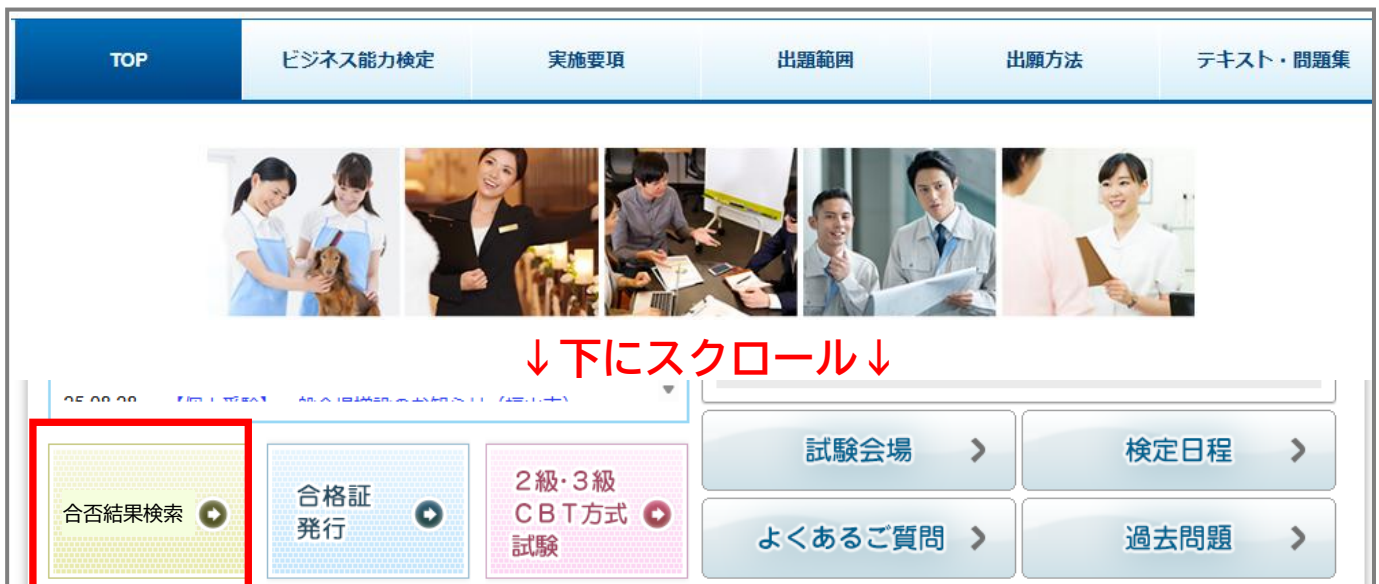 TOP
ビジネス能力検定
実施要項
出題範囲
出願方法
テキスト・問題集
↓下にスクロール↓
合否結果検索
合格証
発行
2級・3級
CBT方式
試験
試験会場
検定日程
よくあるご質問
過去問題